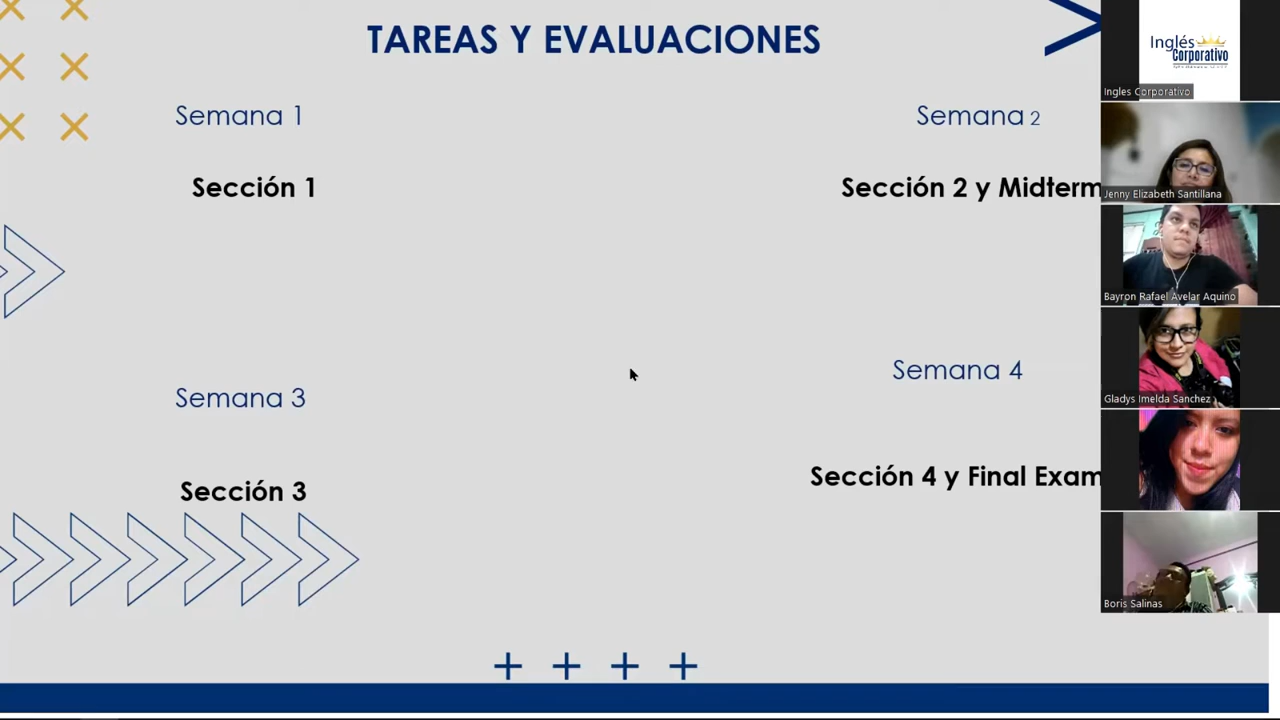 TAREAS Y EVALUACIONES
Semana 1
Semana 2
Sección 1
Sección 2 y Midterm
Semana 3
Semana 4
Sección 3
Sección 4 y Final Exam
Inglés
Corporativo
Ingles Corporativo
Jenny Elizabeth Santillana
Bayron Rafael Avelar Aquino
Gladys Imelda Sanchez
Boris Salinas